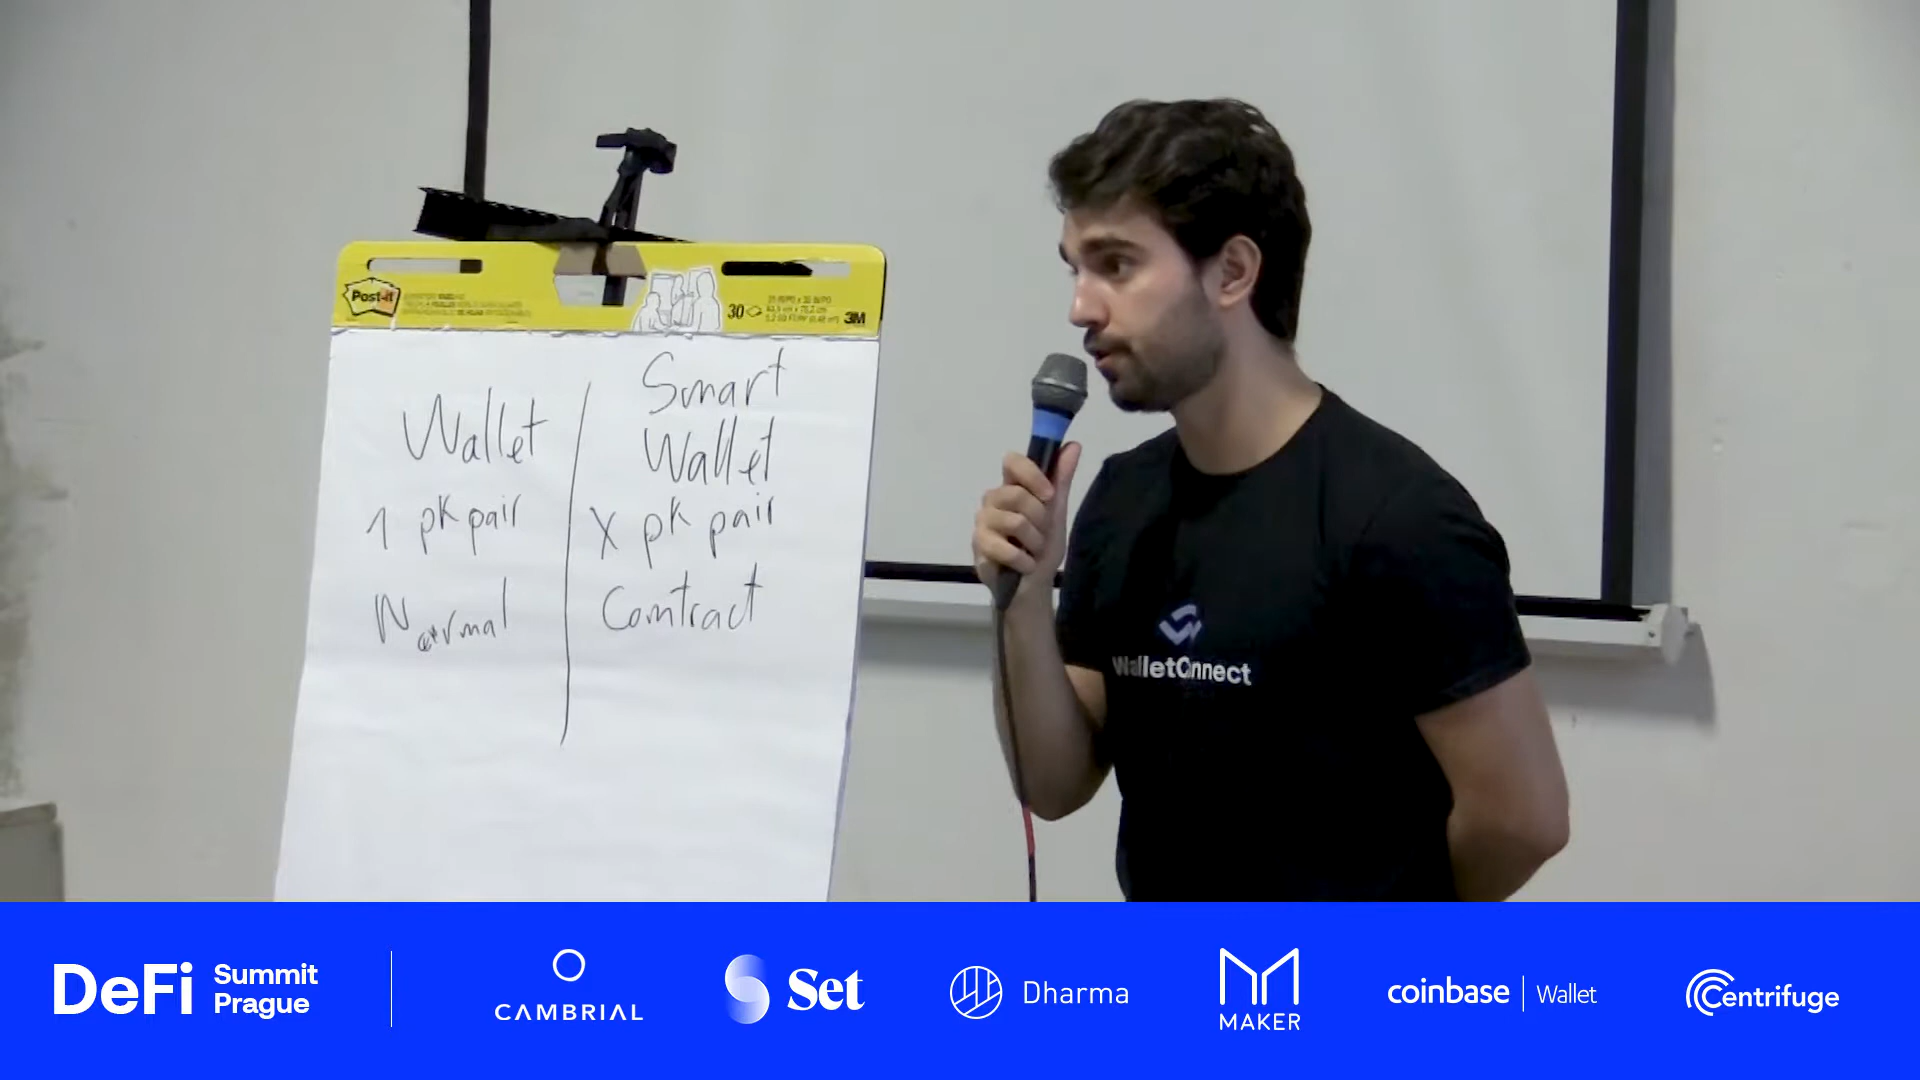 Post-it
30
3M
Smart
Wallet / Wallet
1 pk pair X pk pair
Normal Contract
WalletConnect
DeFi Summit Prague
CAMBRIAL
Set
Dharma
MAKER
coinbase | Wallet
Centrifuge